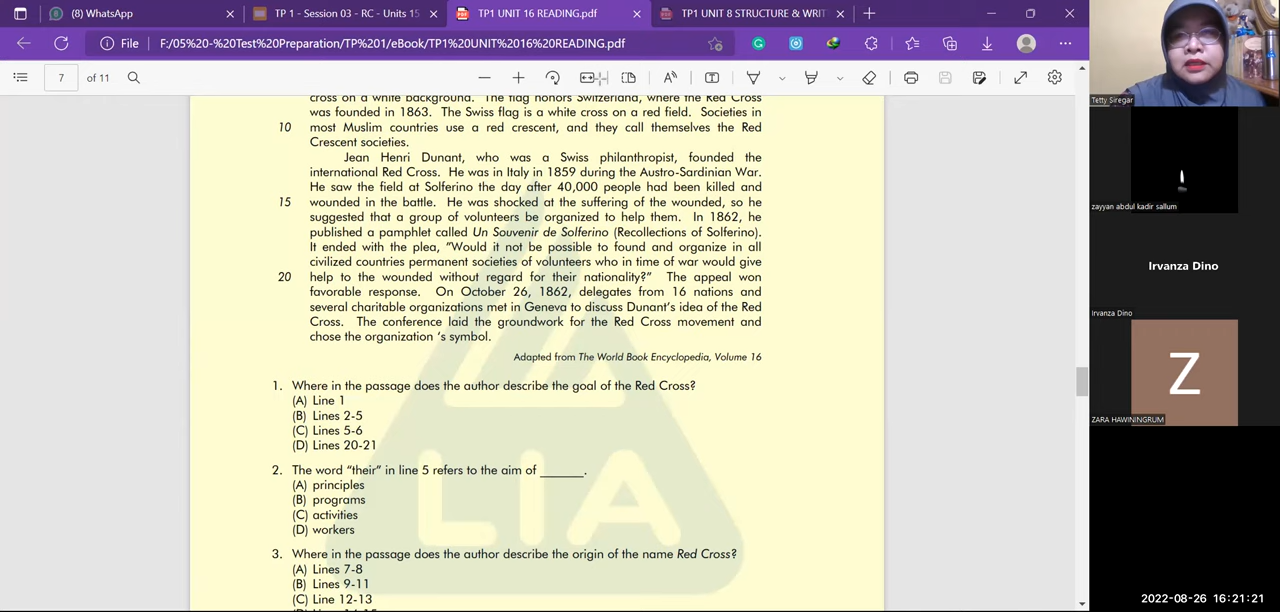 (8) WhatsApp
TP 1 - Session 03 - RC - Units 15
TP1 UNIT 16 READING.pdf
TP1 UNIT 8 STRUCTURE & WRIT
File
F:/05%20-%20Test%20Preparation/TP%201/eBook/TP1%20UNIT%2016%20READING.pdf
7
of 11
cross on a white background. The flag honors Switzerland, where the Red Cross
was founded in 1863. The Swiss flag is a white cross on a red field. Societies in
10 most Muslim countries use a red crescent, and they call themselves the Red
Crescent societies.
Jean Henri Dunant, who was a Swiss philanthropist, founded the
international Red Cross. He was in Italy in 1859 during the Austro-Sardinian War.
He saw the field at Solferino the day after 40,000 people had been killed and
15 wounded in the battle. He was shocked at the suffering of the wounded, so he
suggested that a group of volunteers be organized to help them. In 1862, he
published a pamphlet called Un Souvenir de Solferino (Recollections of Solferino).
It ended with the plea, "Would it not be possible to found and organize in all
civilized countries permanent societies of volunteers who in time of war would give
20 help to the wounded without regard for their nationality?" The appeal won
favorable response. On October 26, 1862, delegates from 16 nations and
several charitable organizations met in Geneva to discuss Dunant's idea of the Red
Cross. The conference laid the groundwork for the Red Cross movement and
chose the organization 's symbol.
Adapted from The World Book Encyclopedia, Volume 16
1. Where in the passage does the author describe the goal of the Red Cross?
(A) Line 1
(B) Lines 2-5
(C) Lines 5-6
(D) Lines 20-21
2. The word "their" in line 5 refers to the aim of ______.
(A) principles
(B) programs
(C) activities
(D) workers
3. Where in the passage does the author describe the origin of the name Red Cross?
(A) Lines 7-8
(B) Lines 9-11
(C) Line 12-13
LIA
Tetty Siregar
zayyan abdul kadir sallum
Irvanza Dino
Irvanza Dino
Z
ZARA HAWININGRUM
2022-08-26 16:21:21